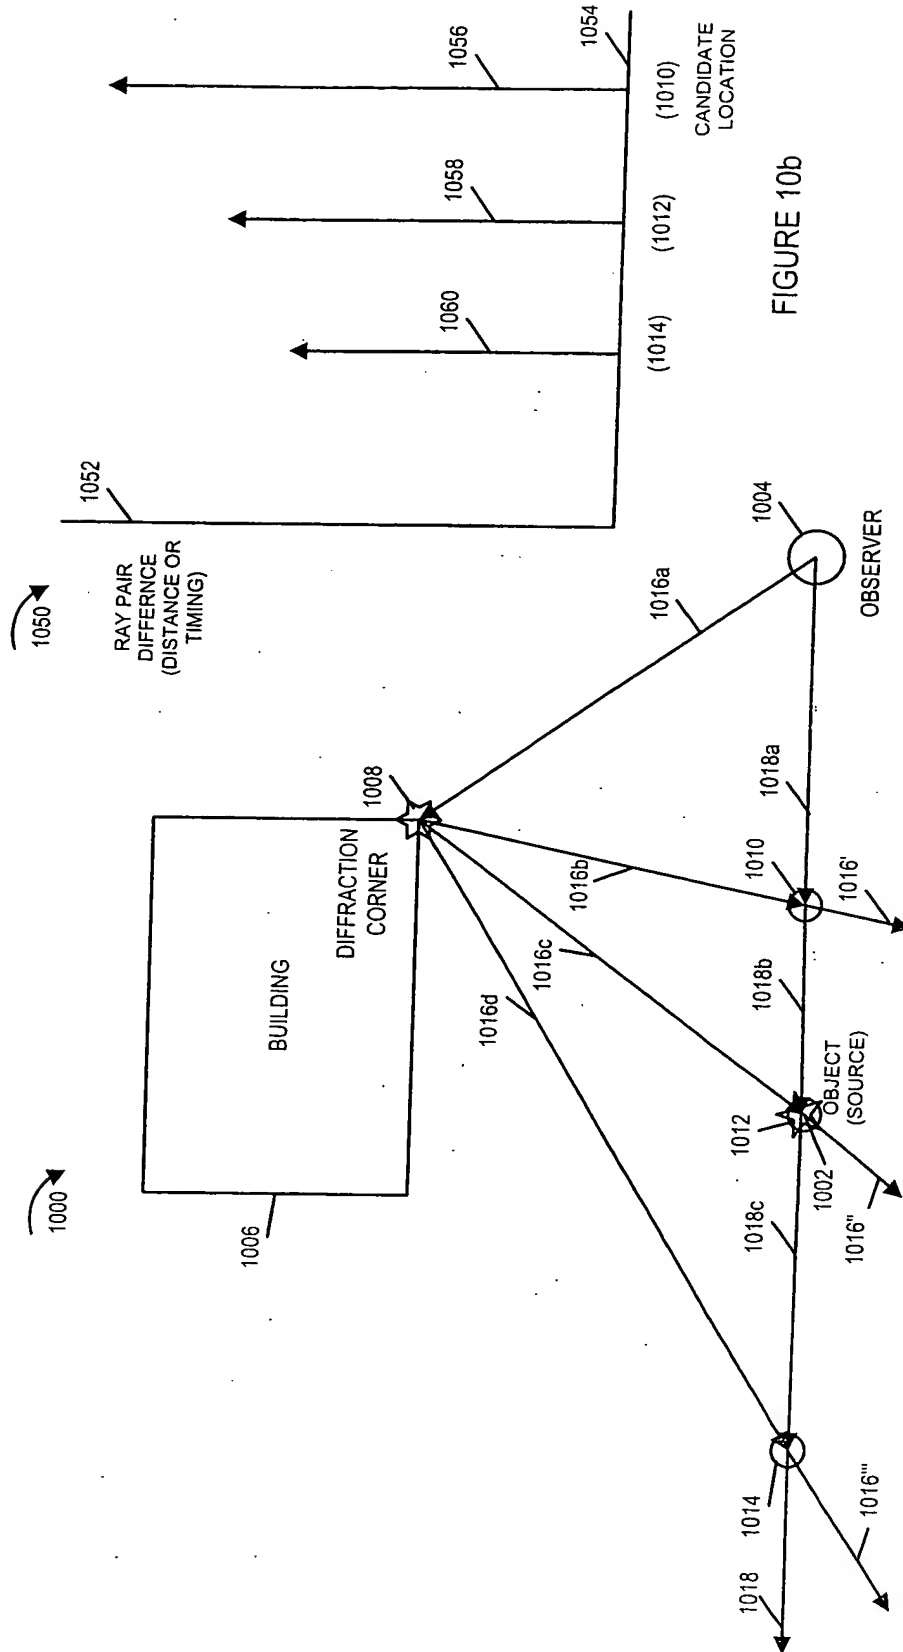 1050
1052
RAY PAIR
DIFFERNCE
(DISTANCE OR
TIMING)
1060
1058
1056
1054
(1014)
(1012)
(1010)
CANDIDATE
LOCATION
FIGURE 10b
1000
1006
BUILDING
DIFFRACTION
CORNER
1008
1016a
1016b
1016c
1016d
1004
OBSERVER
1018a
1010
1016'
1018b
OBJECT
(SOURCE)
1012
1002
1016"
1018c
1014
1016'''
1018